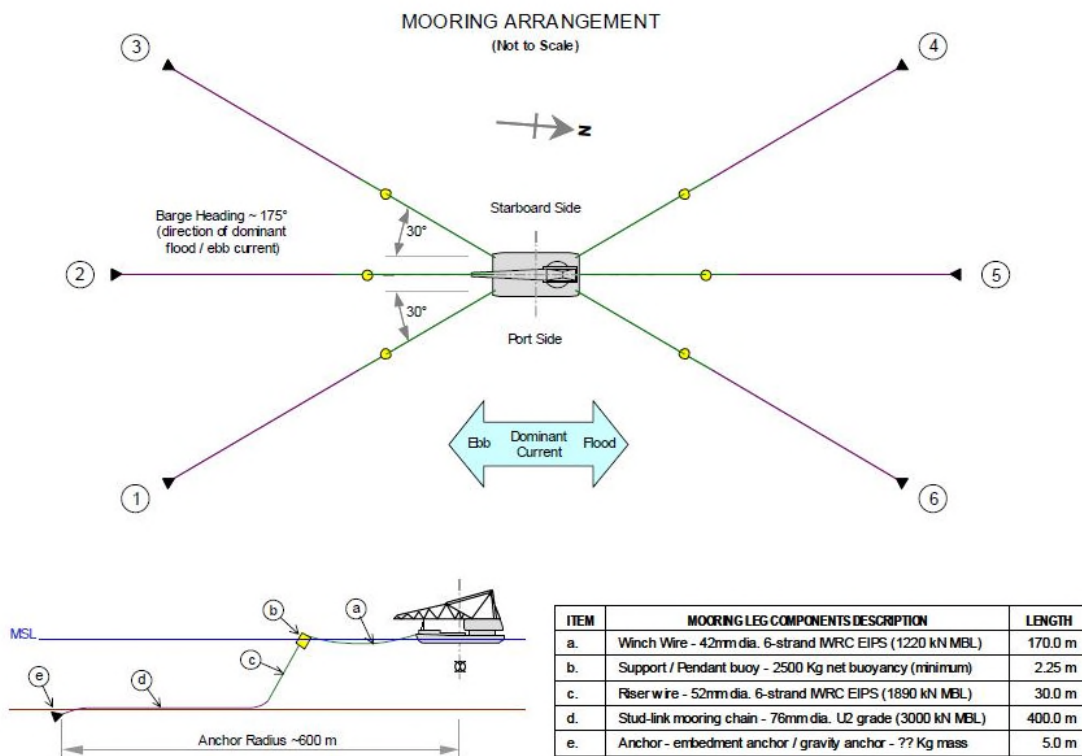 MOORING ARRANGEMENT
(Not to Scale)
3
4
N
Starboard Side
Barge Heading ~ 175°
(direction of dominant
flood / ebb current)
30°
2
5
30°
Port Side
Ebb Dominant Flood
Current
1
6
b
a
MSL
c
e
d
Anchor Radius ~600 m
ITEM MOORING LEG COMPONENTS DESCRIPTION LENGTH
a. Winch Wire - 42mm dia. 6-strand IWRC EIPS (1220 kN MBL) 170.0 m
b. Support / Pendant buoy - 2500 Kg net buoyancy (minimum) 2.25 m
c. Riser wire - 52mm dia. 6-strand IWRC EIPS (1890 kN MBL) 30.0 m
d. Stud-link mooring chain - 76mm dia. U2 grade (3000 kN MBL) 400.0 m
e. Anchor - embedment anchor / gravity anchor - ?? Kg mass 5.0 m